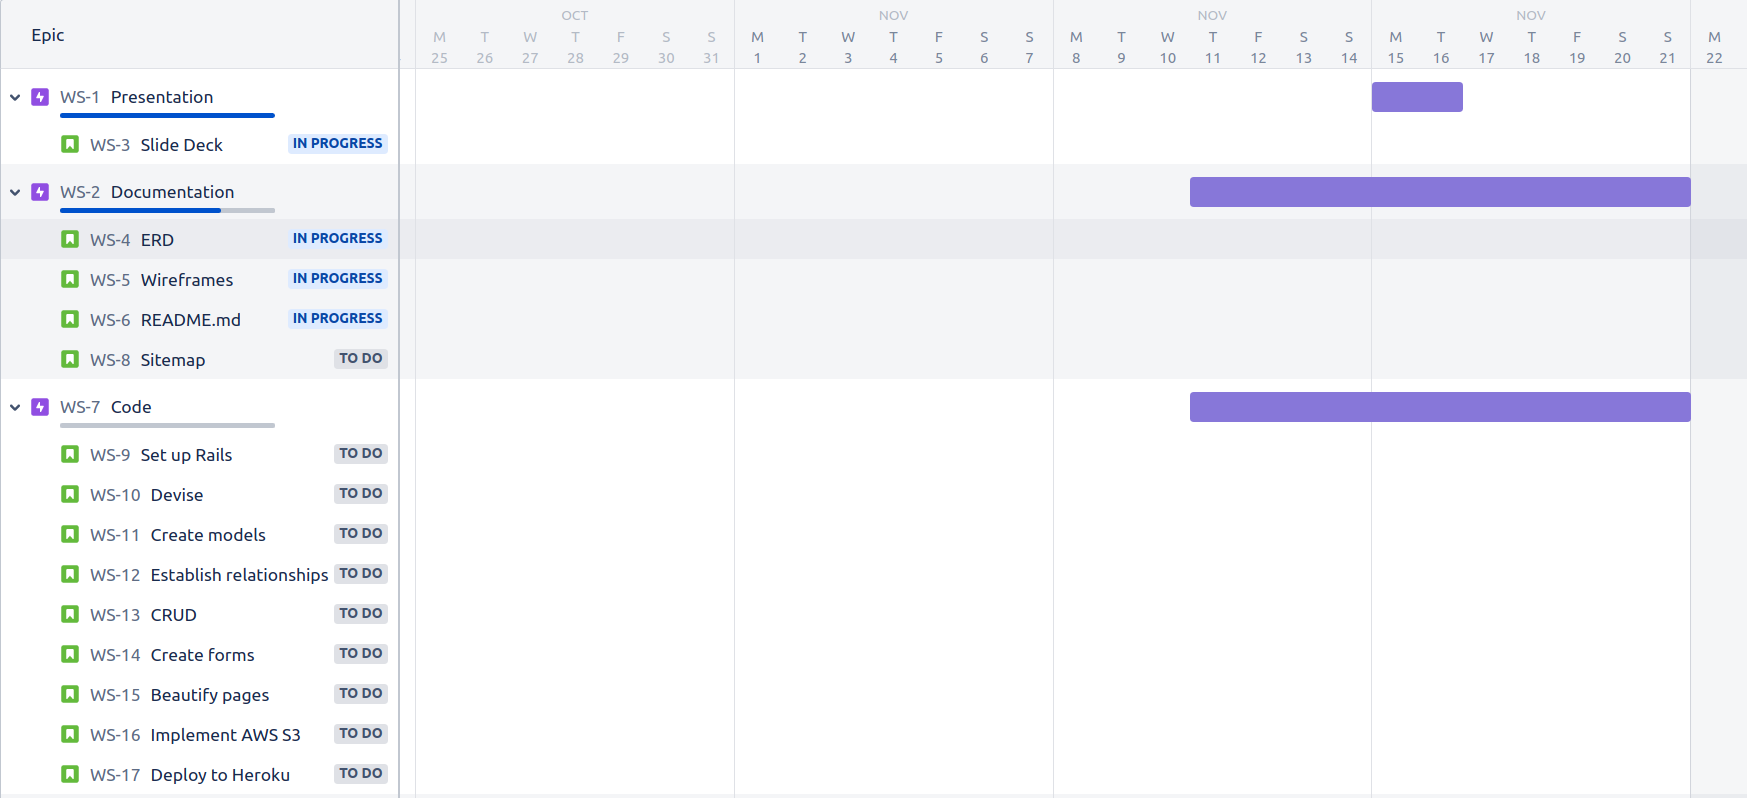 Epic
OCT NOV NOV NOV
M T W T F S S M T W T F S S M T W T F S S M T W T F S S M
25 26 27 28 29 30 31 1 2 3 4 5 6 7 8 9 10 11 12 13 14 15 16 17 18 19 20 21 22
WS-1 Presentation
WS-3 Slide Deck IN PROGRESS
WS-2 Documentation
WS-4 ERD IN PROGRESS
WS-5 Wireframes IN PROGRESS
WS-6 README.md IN PROGRESS
WS-8 Sitemap TO DO
WS-7 Code
WS-9 Set up Rails TO DO
WS-10 Devise TO DO
WS-11 Create models TO DO
WS-12 Establish relationships TO DO
WS-13 CRUD TO DO
WS-14 Create forms TO DO
WS-15 Beautify pages TO DO
WS-16 Implement AWS S3 TO DO
WS-17 Deploy to Heroku TO DO